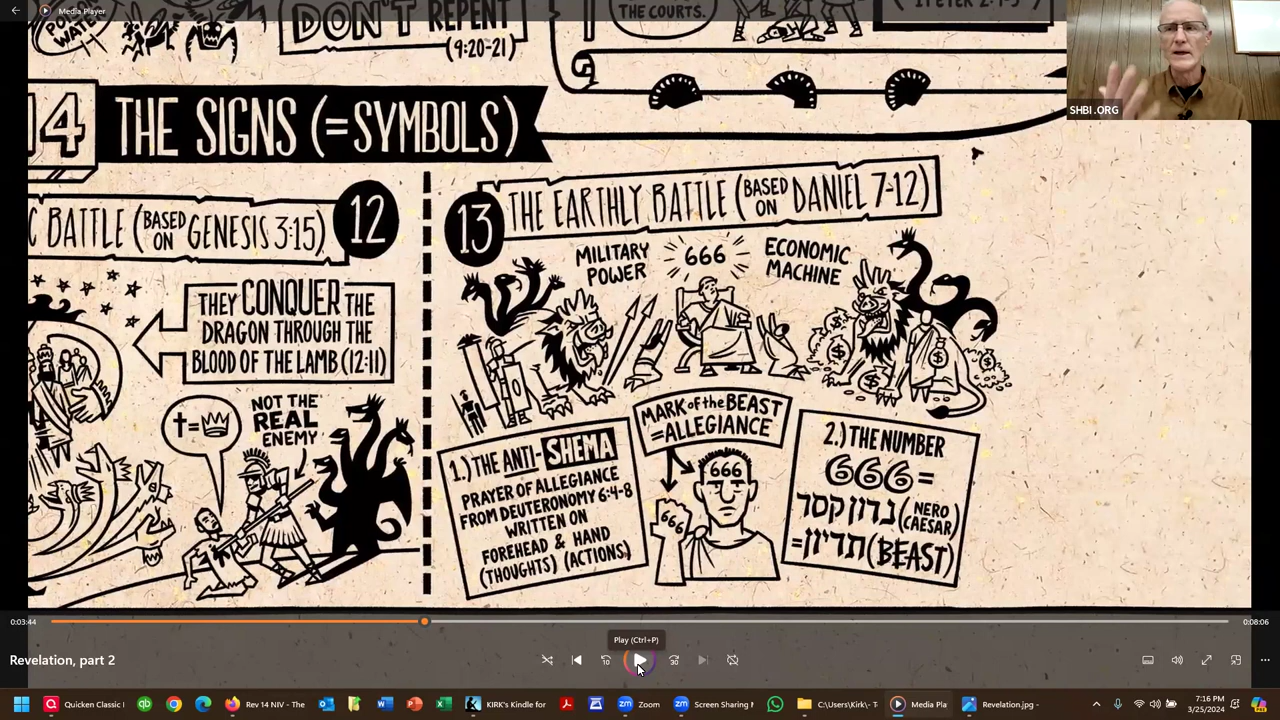 Media Player
DON'T REPENT
(9:20-21)
THE COURTS.
SHBI.ORG
14
THE SIGNS (=SYMBOLS)
C BATTLE (BASED ON GENESIS 3:15)
12
THEY CONQUER THE
DRAGON THROUGH THE
BLOOD OF THE LAMB (12:11)
NOT THE
REAL
ENEMY
13
THE EARTHLY BATTLE (BASED ON DANIEL 7-12)
MILITARY
POWER
666
ECONOMIC
MACHINE
MARK of the BEAST
=ALLEGIANCE
666
666
1.) THE ANTI-SHEMA
PRAYER OF ALLEGIANCE
FROM DEUTERONOMY 6:4-8
WRITTEN ON
FOREHEAD & HAND
(THOUGHTS) (ACTIONS)
2.) THE NUMBER
666=
נרון קסר (NERO CAESAR)
=תריון (BEAST)
0:03:44
0:08:06
Play (Ctrl+P)
Revelation, part 2
10
30
Quicken Classic
Rev 14 NIV - The
KIRK's Kindle for
Zoom
Screen Sharing
C:\Users\Kirk\- T
Media Pla
Revelation.jpg -
7:16 PM
3/25/2024